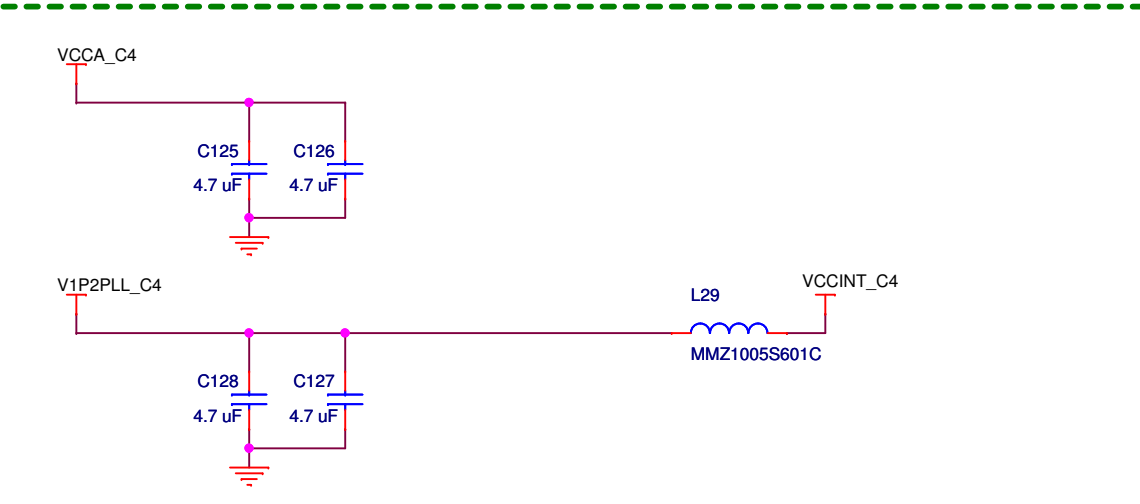 VCCA_C4
C125
C126
4.7 uF
4.7 uF
V1P2PLL_C4
L29
VCCINT_C4
MMZ1005S601C
C128
C127
4.7 uF
4.7 uF